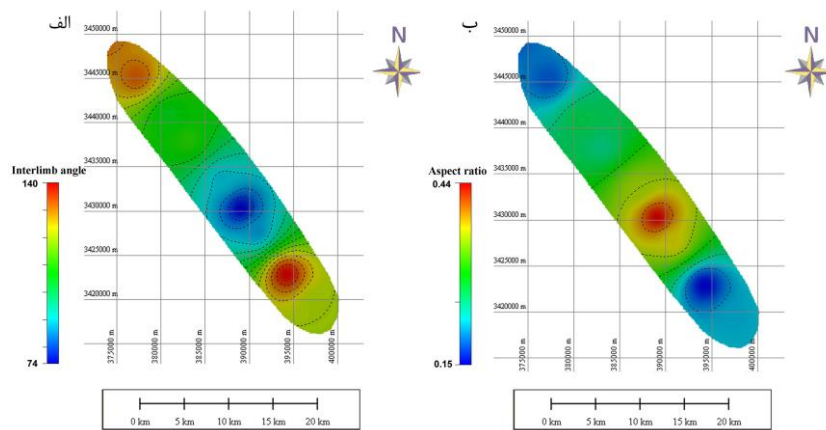 الف
N
3450000 m
3445000 m
3440000 m
3435000 m
3430000 m
3425000 m
3420000 m
375000 m
380000 m
385000 m
390000 m
395000 m
400000 m
Interlimb angle
140
74
0 km 5 km 10 km 15 km 20 km
ب
N
3450000 m
3445000 m
3440000 m
3435000 m
3430000 m
3425000 m
3420000 m
375000 m
380000 m
385000 m
390000 m
395000 m
400000 m
Aspect ratio
0.44
0.15
0 km 5 km 10 km 15 km 20 km